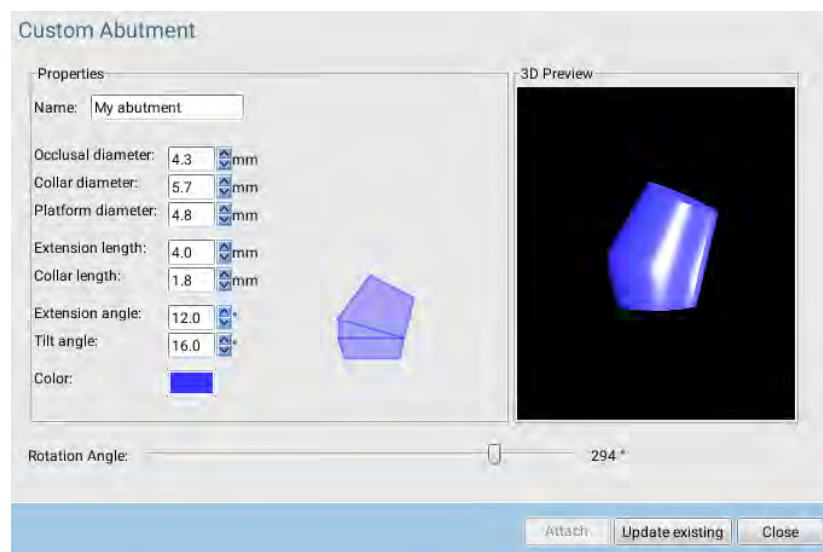 Custom Abutment
Properties
Name: My abutment
Occlusal diameter: 4.3 mm
Collar diameter: 5.7 mm
Platform diameter: 4.8 mm
Extension length: 4.0 mm
Collar length: 1.8 mm
Extension angle: 12.0 °
Tilt angle: 16.0 °
Color:
3D Preview
Rotation Angle: 294 °
Attach Update existing Close